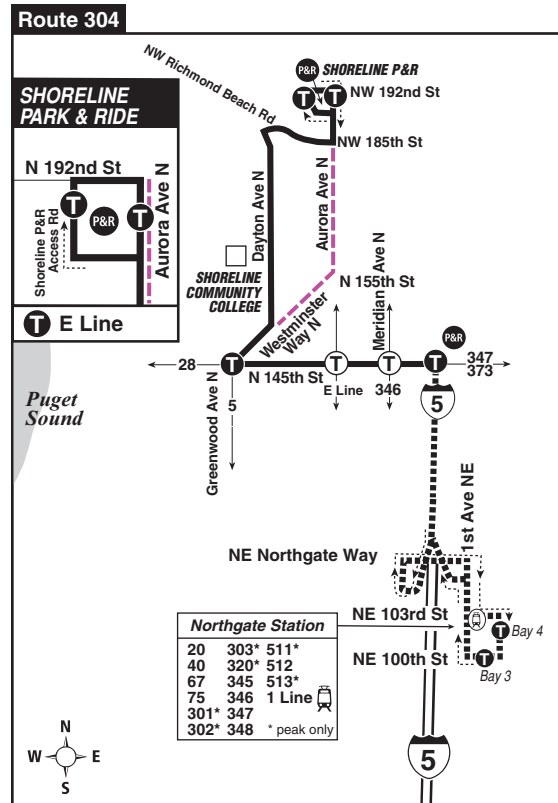 Route 304
NW Richmond Beach Rd
P&R SHORELINE P&R
T T NW 192nd St
NW 185th St
SHORELINE
PARK & RIDE
N 192nd St
T P&R T
Shoreline P&R
Access Rd
Aurora Ave N
T E Line
Dayton Ave N
Aurora Ave N
SHORELINE
COMMUNITY
COLLEGE
Westminster
Way N
N 155th St
Meridian Ave N
P&R
28 T T T T 347
373
N 145th St
Greenwood Ave N
5
E Line
346
5
Puget
Sound
1st Ave NE
NE Northgate Way
NE 103rd St
T Bay 4
NE 100th St
T
Bay 3
Northgate Station
20 303* 511*
40 320* 512
67 345 513*
75 346 1 Line
301* 347
302* 348 * peak only
N
W E
S
5